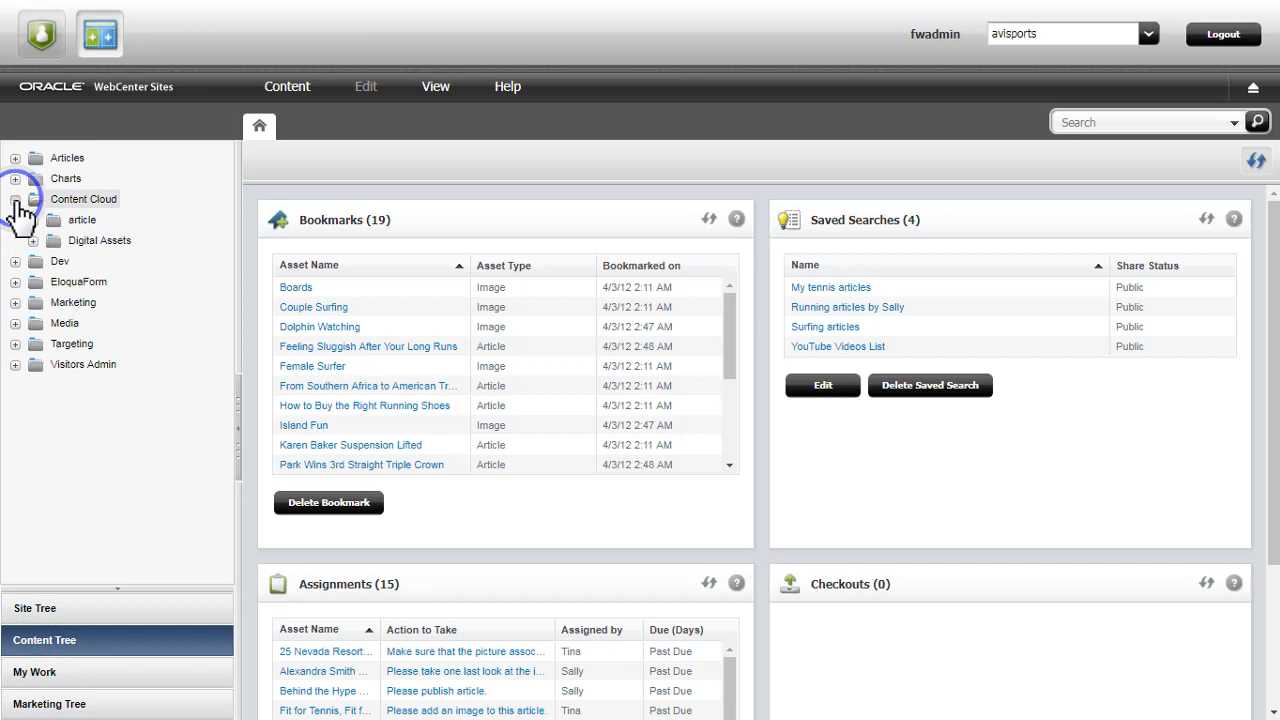 fwadmin
avisports
Logout
ORACLE WebCenter Sites
Content
Edit
View
Help
Search
Articles
Charts
Content Cloud
article
Digital Assets
Dev
EloquaForm
Marketing
Media
Targeting
Visitors Admin
Site Tree
Content Tree
My Work
Marketing Tree
Bookmarks (19)
Asset Name Asset Type Bookmarked on
Boards Image 4/3/12 2:11 AM
Couple Surfing Image 4/3/12 2:11 AM
Dolphin Watching Image 4/3/12 2:47 AM
Feeling Sluggish After Your Long Runs Article 4/3/12 2:48 AM
Female Surfer Image 4/3/12 2:11 AM
From Southern Africa to American Tr... Article 4/3/12 2:11 AM
How to Buy the Right Running Shoes Article 4/3/12 2:11 AM
Island Fun Image 4/3/12 2:47 AM
Karen Baker Suspension Lifted Article 4/3/12 2:11 AM
Park Wins 3rd Straight Triple Crown Article 4/3/12 2:48 AM
Delete Bookmark
Saved Searches (4)
Name Share Status
My tennis articles Public
Running articles by Sally Public
Surfing articles Public
YouTube Videos List Public
Edit
Delete Saved Search
Assignments (15)
Asset Name Action to Take Assigned by Due (Days)
25 Nevada Resort... Make sure that the picture assoc... Tina Past Due
Alexandra Smith ... Please take one last look at the i... Sally Past Due
Behind the Hype ... Please publish article. Sally Past Due
Fit for Tennis, Fit f... Please add an image to this article. Tina Past Due
Checkouts (0)